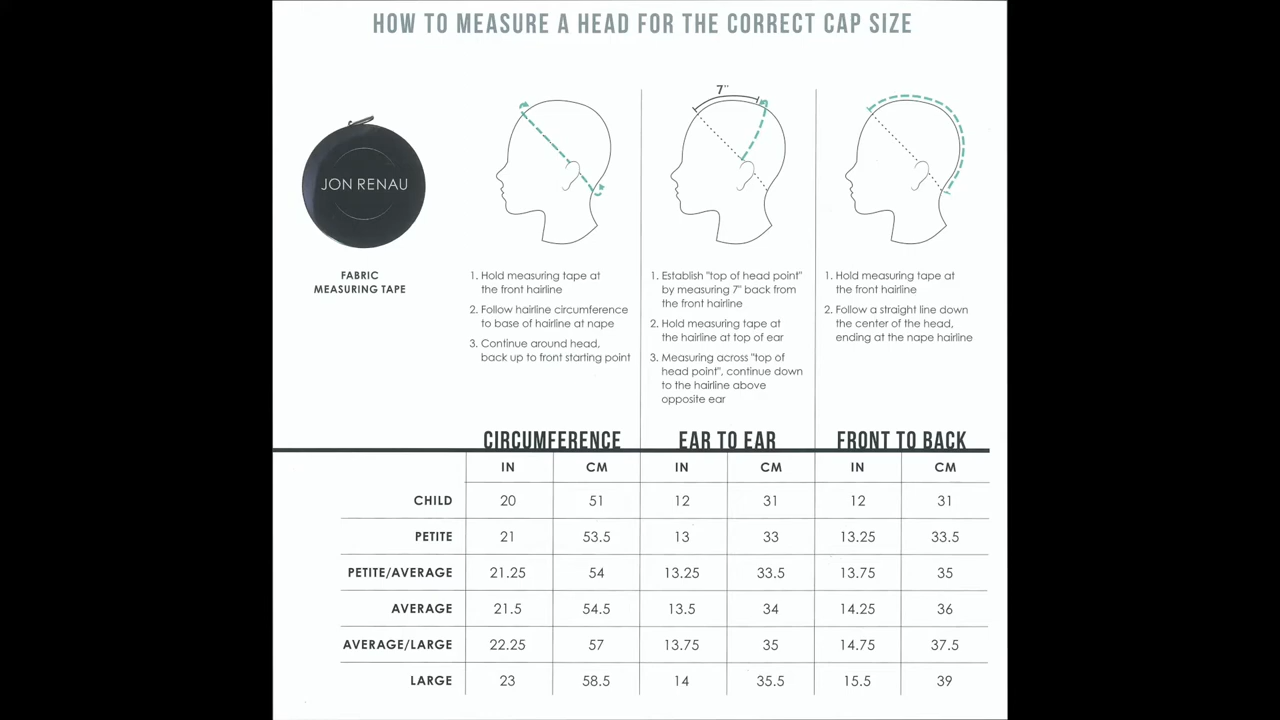 HOW TO MEASURE A HEAD FOR THE CORRECT CAP SIZE
JON RENAU
FABRIC
MEASURING TAPE
1. Hold measuring tape at
the front hairline
2. Follow hairline circumference
to base of hairline at nape
3. Continue around head,
back up to front starting point
7"
1. Establish "top of head point"
by measuring 7" back from
the front hairline
2. Hold measuring tape at
the hairline at top of ear
3. Measuring across "top of
head point", continue down
to the hairline above
opposite ear
1. Hold measuring tape at
the front hairline
2. Follow a straight line down
the center of the head,
ending at the nape hairline
CIRCUMFERENCE EAR TO EAR FRONT TO BACK
IN CM IN CM IN CM
CHILD 20 51 12 31 12 31
PETITE 21 53.5 13 33 13.25 33.5
PETITE/AVERAGE 21.25 54 13.25 33.5 13.75 35
AVERAGE 21.5 54.5 13.5 34 14.25 36
AVERAGE/LARGE 22.25 57 13.75 35 14.75 37.5
LARGE 23 58.5 14 35.5 15.5 39